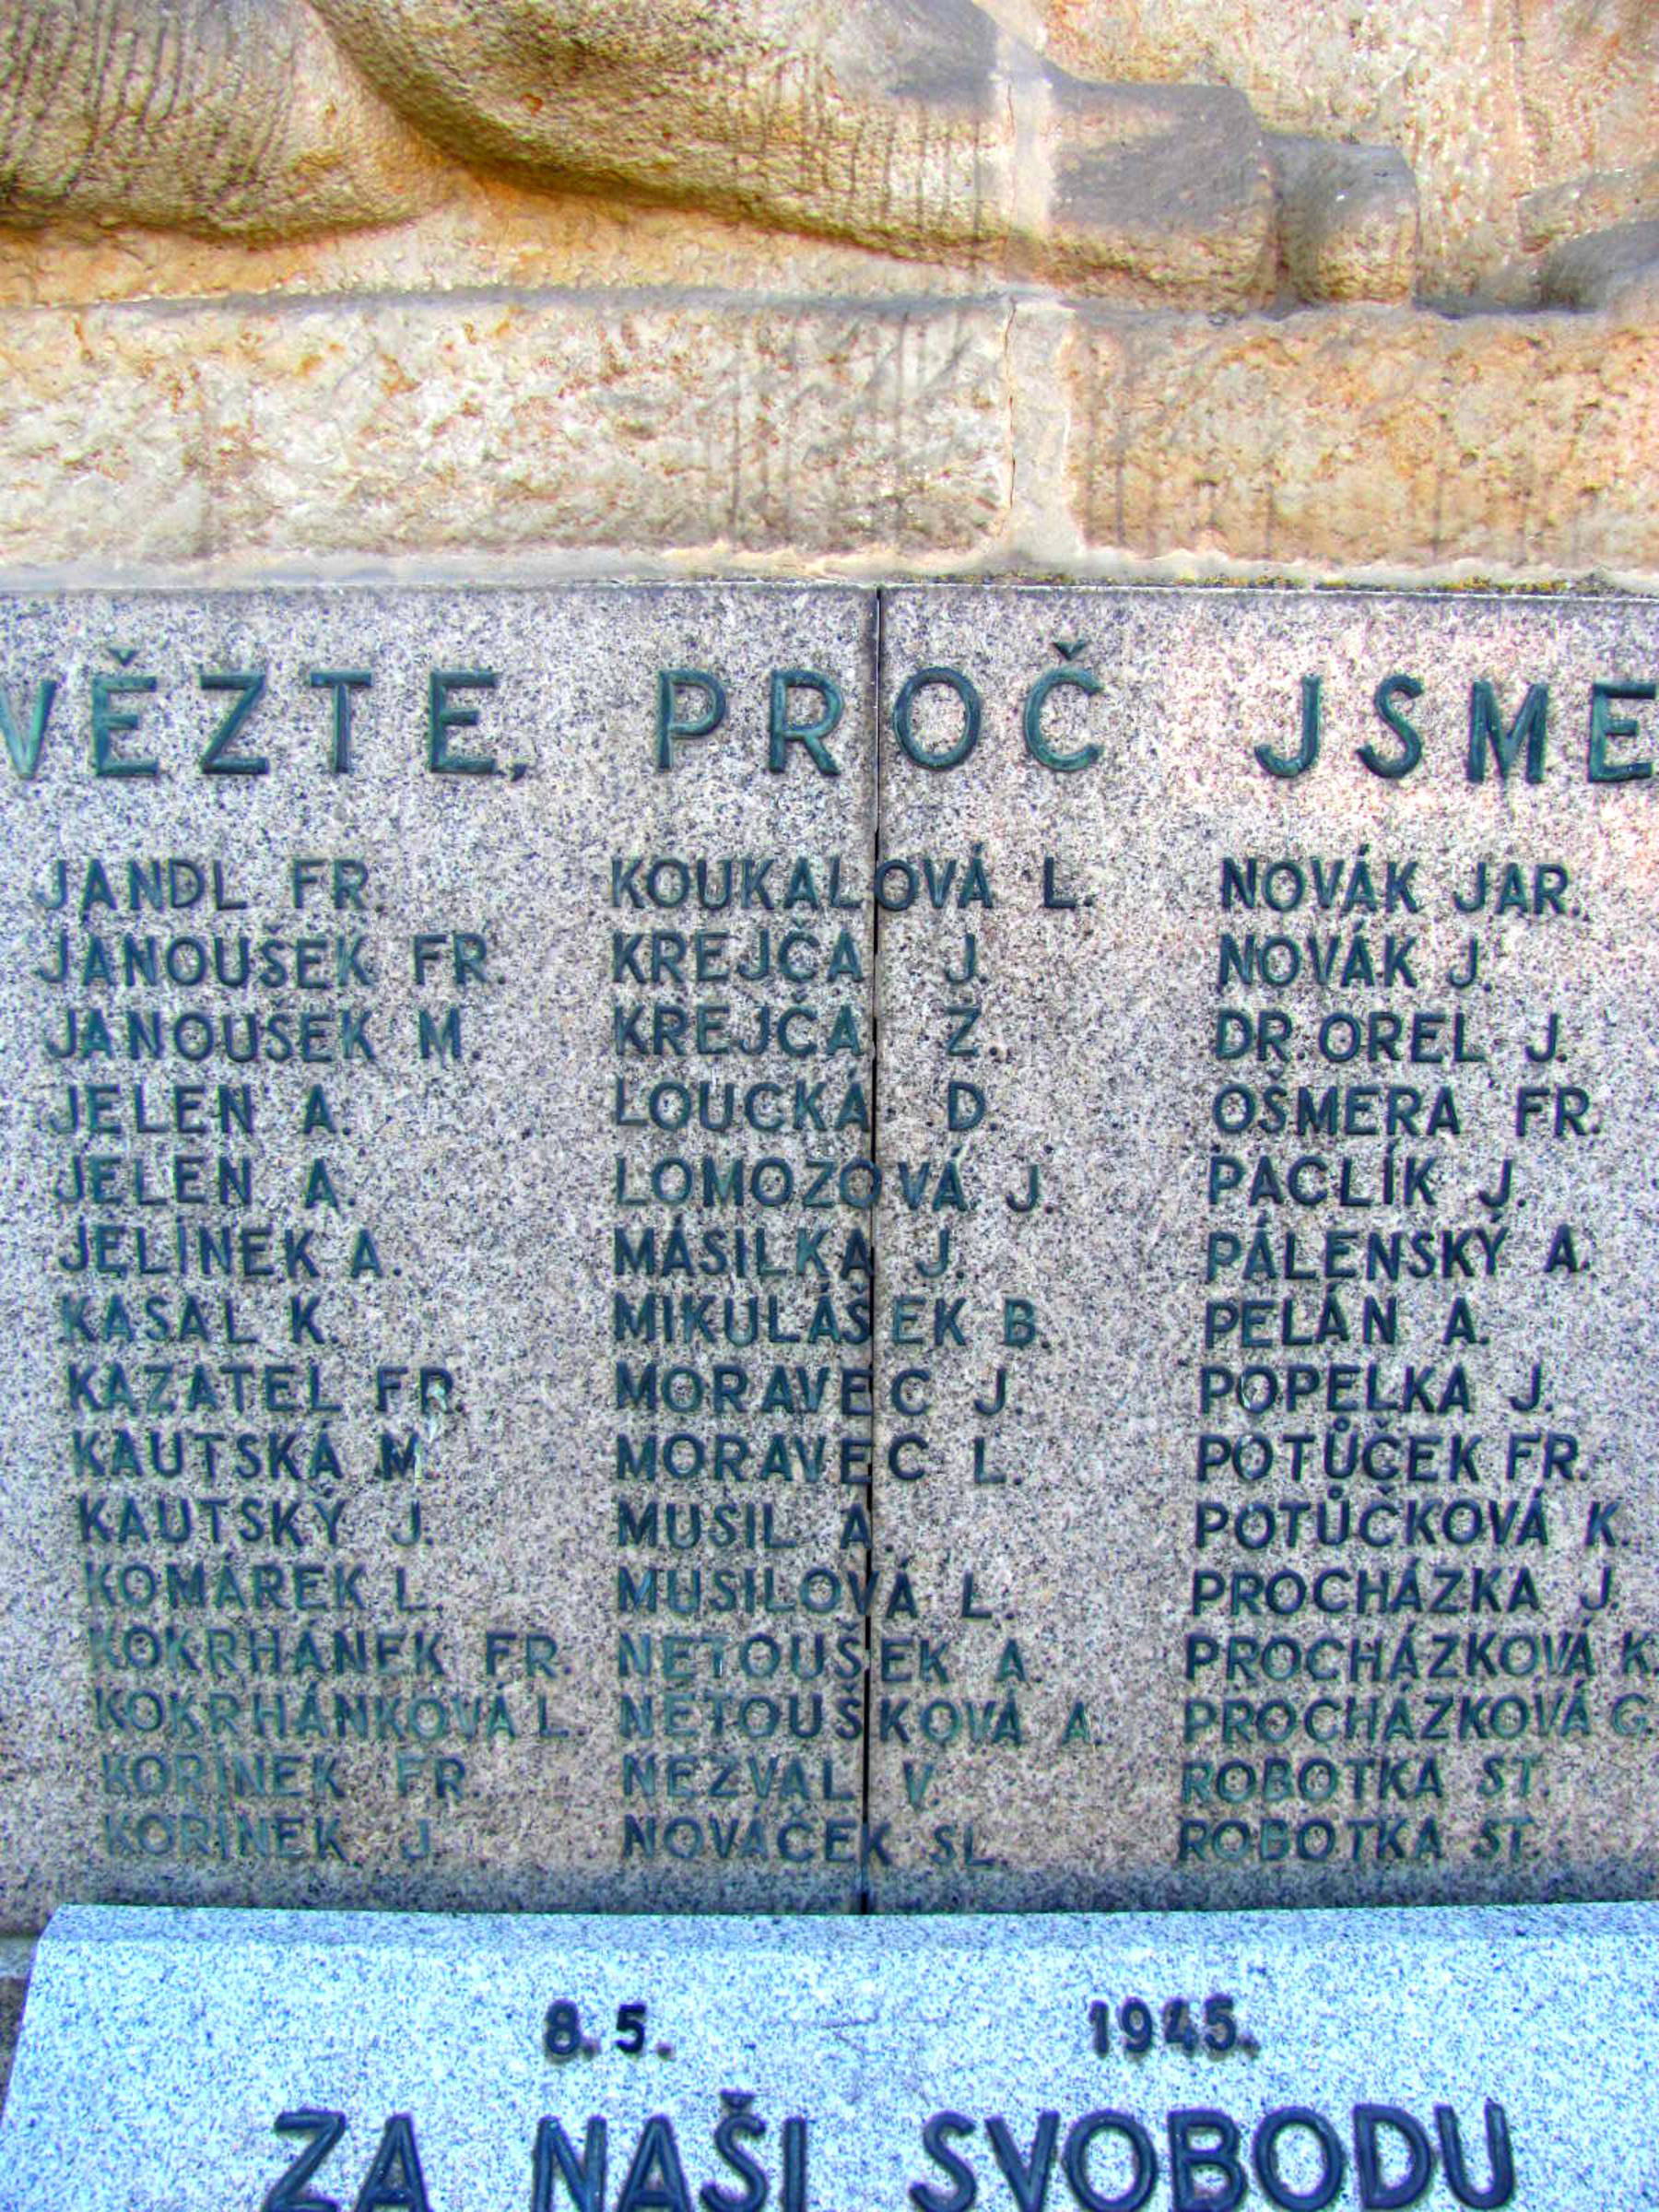 VĚZTE, PROČ JSME
JANDL FR.
JANOUŠEK FR.
JANOUŠEK M.
JELEN A.
JELEN A.
JELÍNEK A.
KASAL K.
KAZATEL FR.
KAUTSKÁ M.
KAUTSKÝ J.
KOMÁREK L.
KOKRHÁNEK FR.
KOKRHÁNKOVÁ L.
KOŘÍNEK FR.
KOŘÍNEK J.
KOUKALOVÁ L.
KREJČA J.
KREJČA Z.
LOUCKÁ D.
LOMOZOVÁ J.
MÁSILKA J.
MIKULÁŠEK B.
MORAVEC J.
MORAVEC L.
MUSIL A.
MUSILOVÁ L.
NETOUŠEK A
NETOUŠKOVÁ A
NEZVAL V.
NOVÁČEK SL
NOVÁK JAR.
NOVÁK J.
DR. OREL J.
OŠMERA FR.
PACLÍK J.
PÁLENSKÝ A.
PELÁN A.
POPELKA J.
POTŮČEK FR.
POTŮČKOVÁ K.
PROCHÁZKA J.
PROCHÁZKOVÁ K.
PROCHÁZKOVÁ G.
ROBOTKA ST.
ROBOTKA ST.
8. 5. 1945.
ZA NAŠI SVOBODU